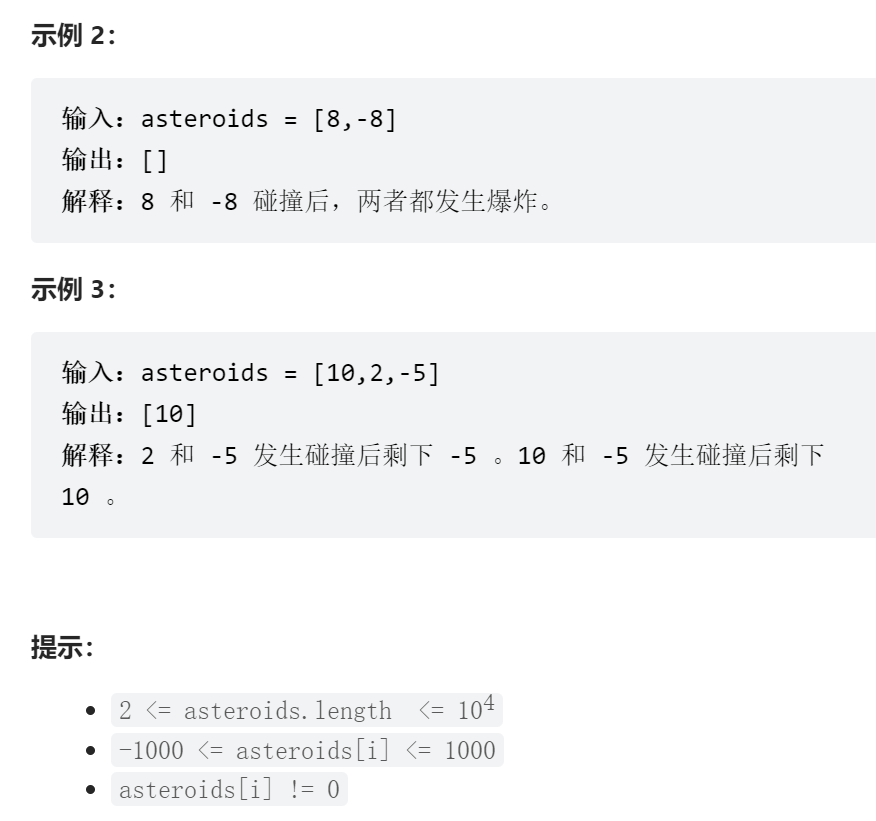 示例 2：
输入：asteroids = [8,-8]
输出：[]
解释：8 和 -8 碰撞后，两者都发生爆炸。
示例 3：
输入：asteroids = [10,2,-5]
输出：[10]
解释：2 和 -5 发生碰撞后剩下 -5 。10 和 -5 发生碰撞后剩下
10 。
提示：
• 2 <= asteroids.length  <= 10⁴
• -1000 <= asteroids[i] <= 1000
• asteroids[i] != 0